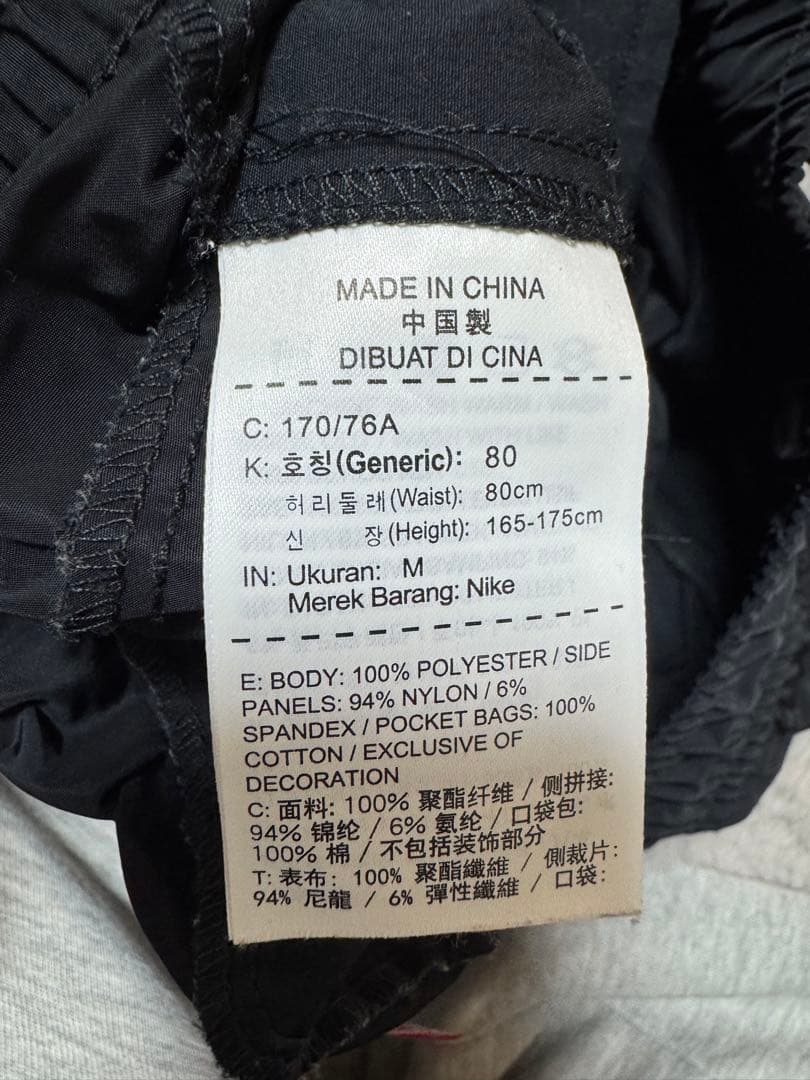 MADE IN CHINA
中国製
DIBUAT DI CINA
C: 170/76A
K: 호칭(Generic): 80
허리둘레(Waist): 80cm
신 장(Height): 165-175cm
IN: Ukuran: M
Merek Barang: Nike
E: BODY: 100% POLYESTER / SIDE
PANELS: 94% NYLON / 6%
SPANDEX / POCKET BAGS: 100%
COTTON / EXCLUSIVE OF
DECORATION
C: 面料: 100% 聚酯纤维 / 侧拼接:
94% 锦纶 / 6% 氨纶 / 口袋包:
100% 棉 / 不包括装饰部分
T: 表布: 100% 聚酯纖維 / 側裁片:
94% 尼龍 / 6% 彈性纖維 / 口袋: